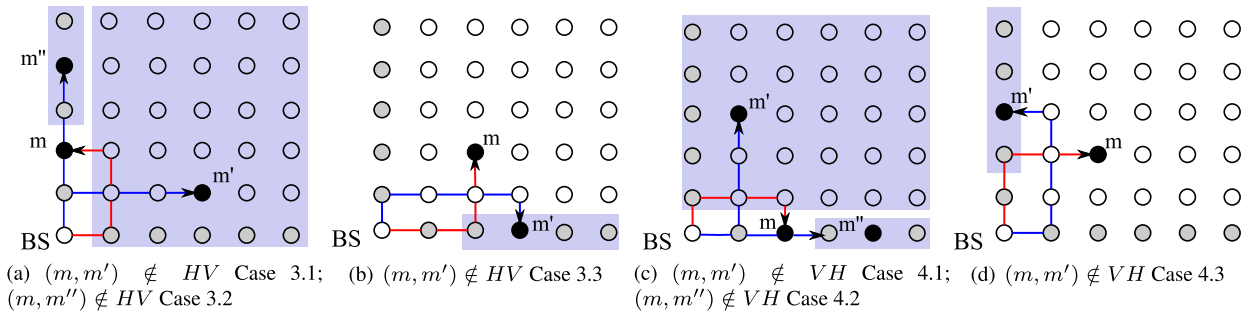 m''
m
m'
BS
m
m'
BS
m'
m
m''
BS
m'
m
BS
(a) (m, m') ∉ HV Case 3.1;
(m, m'') ∉ HV Case 3.2
(b) (m, m') ∉ HV Case 3.3
(c) (m, m') ∉ VH Case 4.1;
(m, m'') ∉ VH Case 4.2
(d) (m, m') ∉ VH Case 4.3